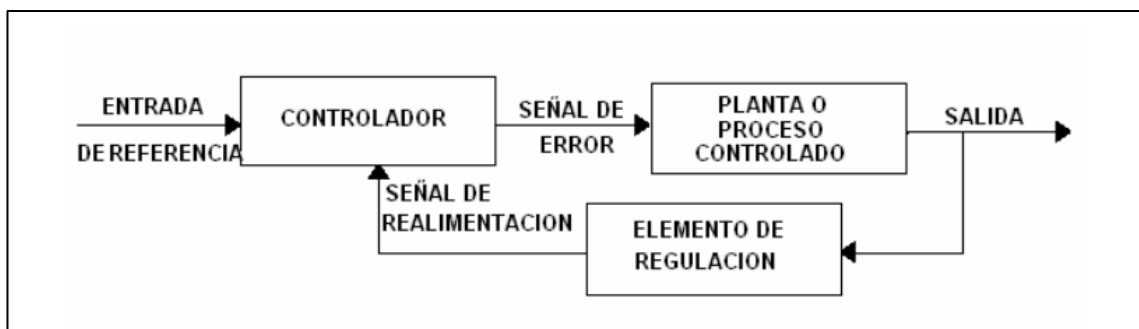 ENTRADA
DE REFERENCIA
CONTROLADOR
SEÑAL DE
ERROR
PLANTA O
PROCESO
CONTROLADO
SALIDA
SEÑAL DE
REALIMENTACION
ELEMENTO DE
REGULACION